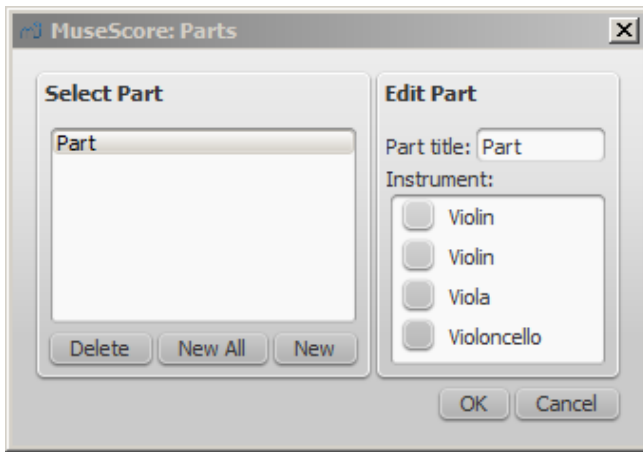 MuseScore: Parts
Select Part
Part
Delete New All New
Edit Part
Part title: Part
Instrument:
Violin
Violin
Viola
Violoncello
OK Cancel